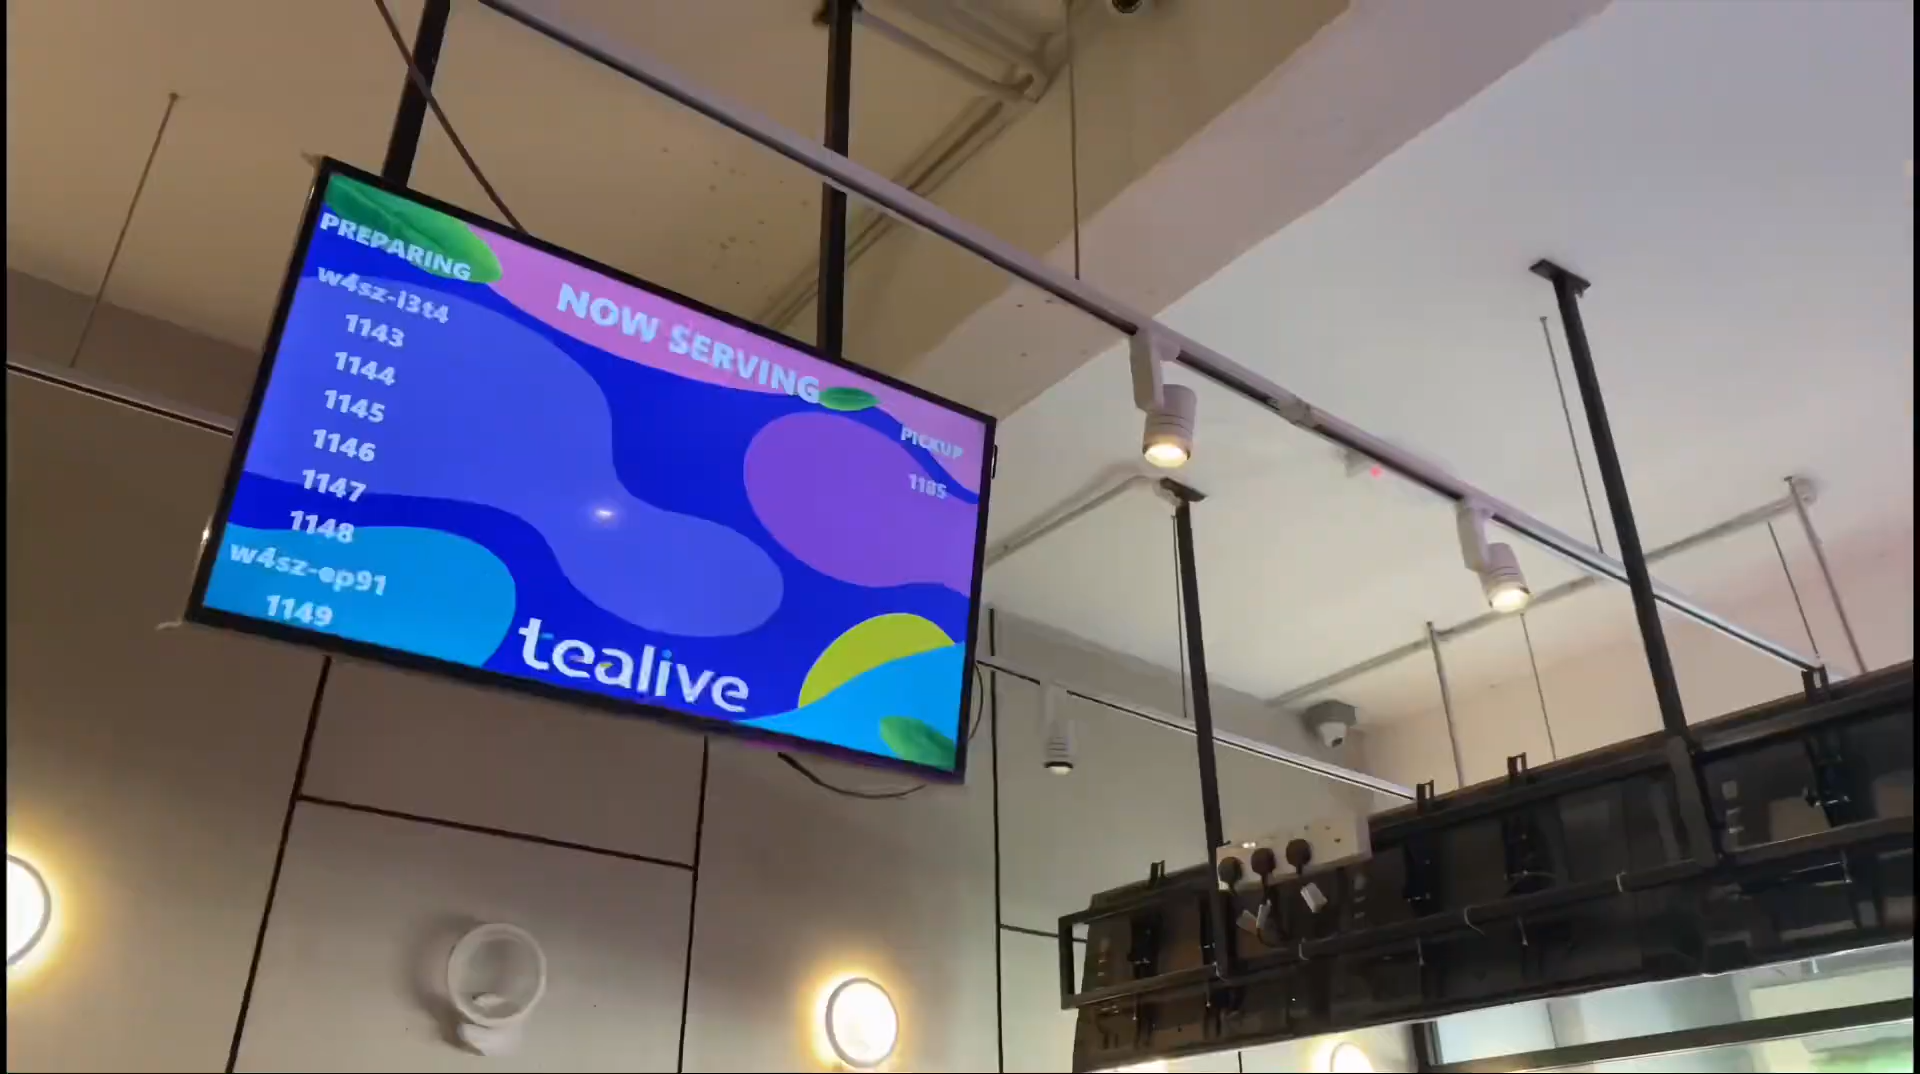 PREPARING
w4sz-l3t4
1143
1144
1145
1146
1147
1148
w4sz-ep91
1149
NOW SERVING
PICKUP
1185
tealive